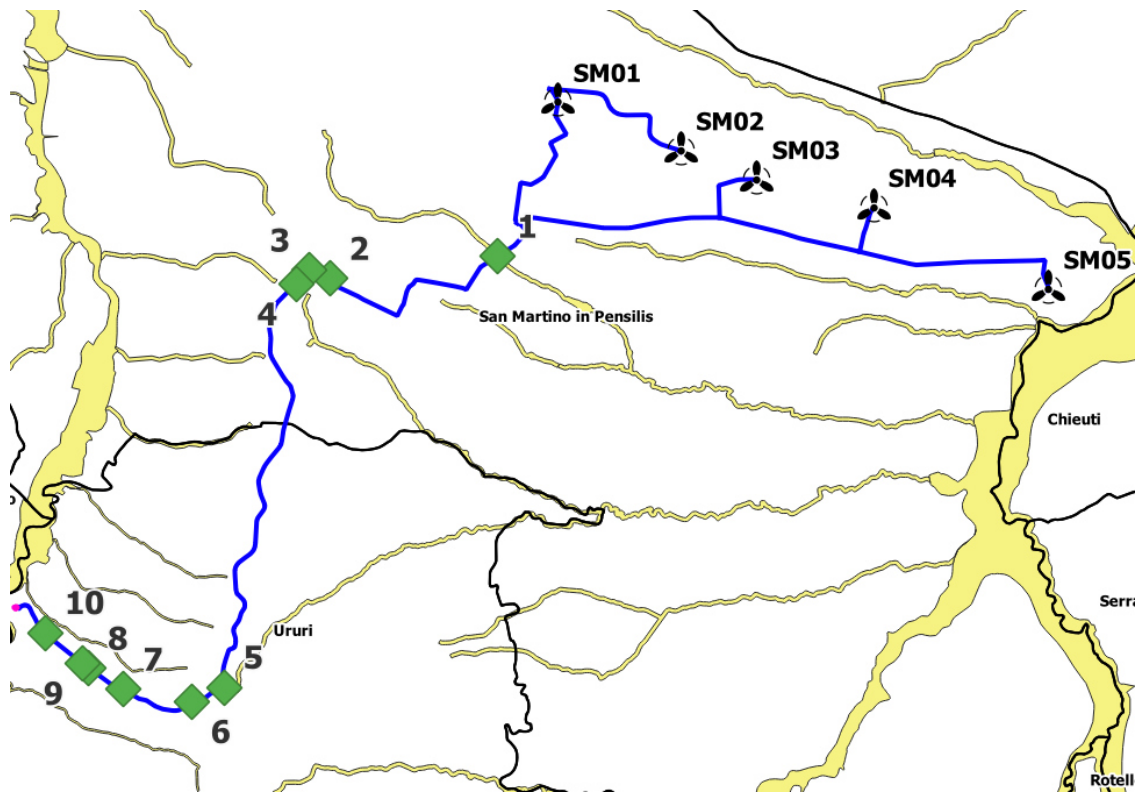 SM01
SM02
SM03
SM04
1
3
2
SM05
4
San Martino in Pensilis
Chieuti
10
Serra
Ururi
8
5
7
9
6
Rotell